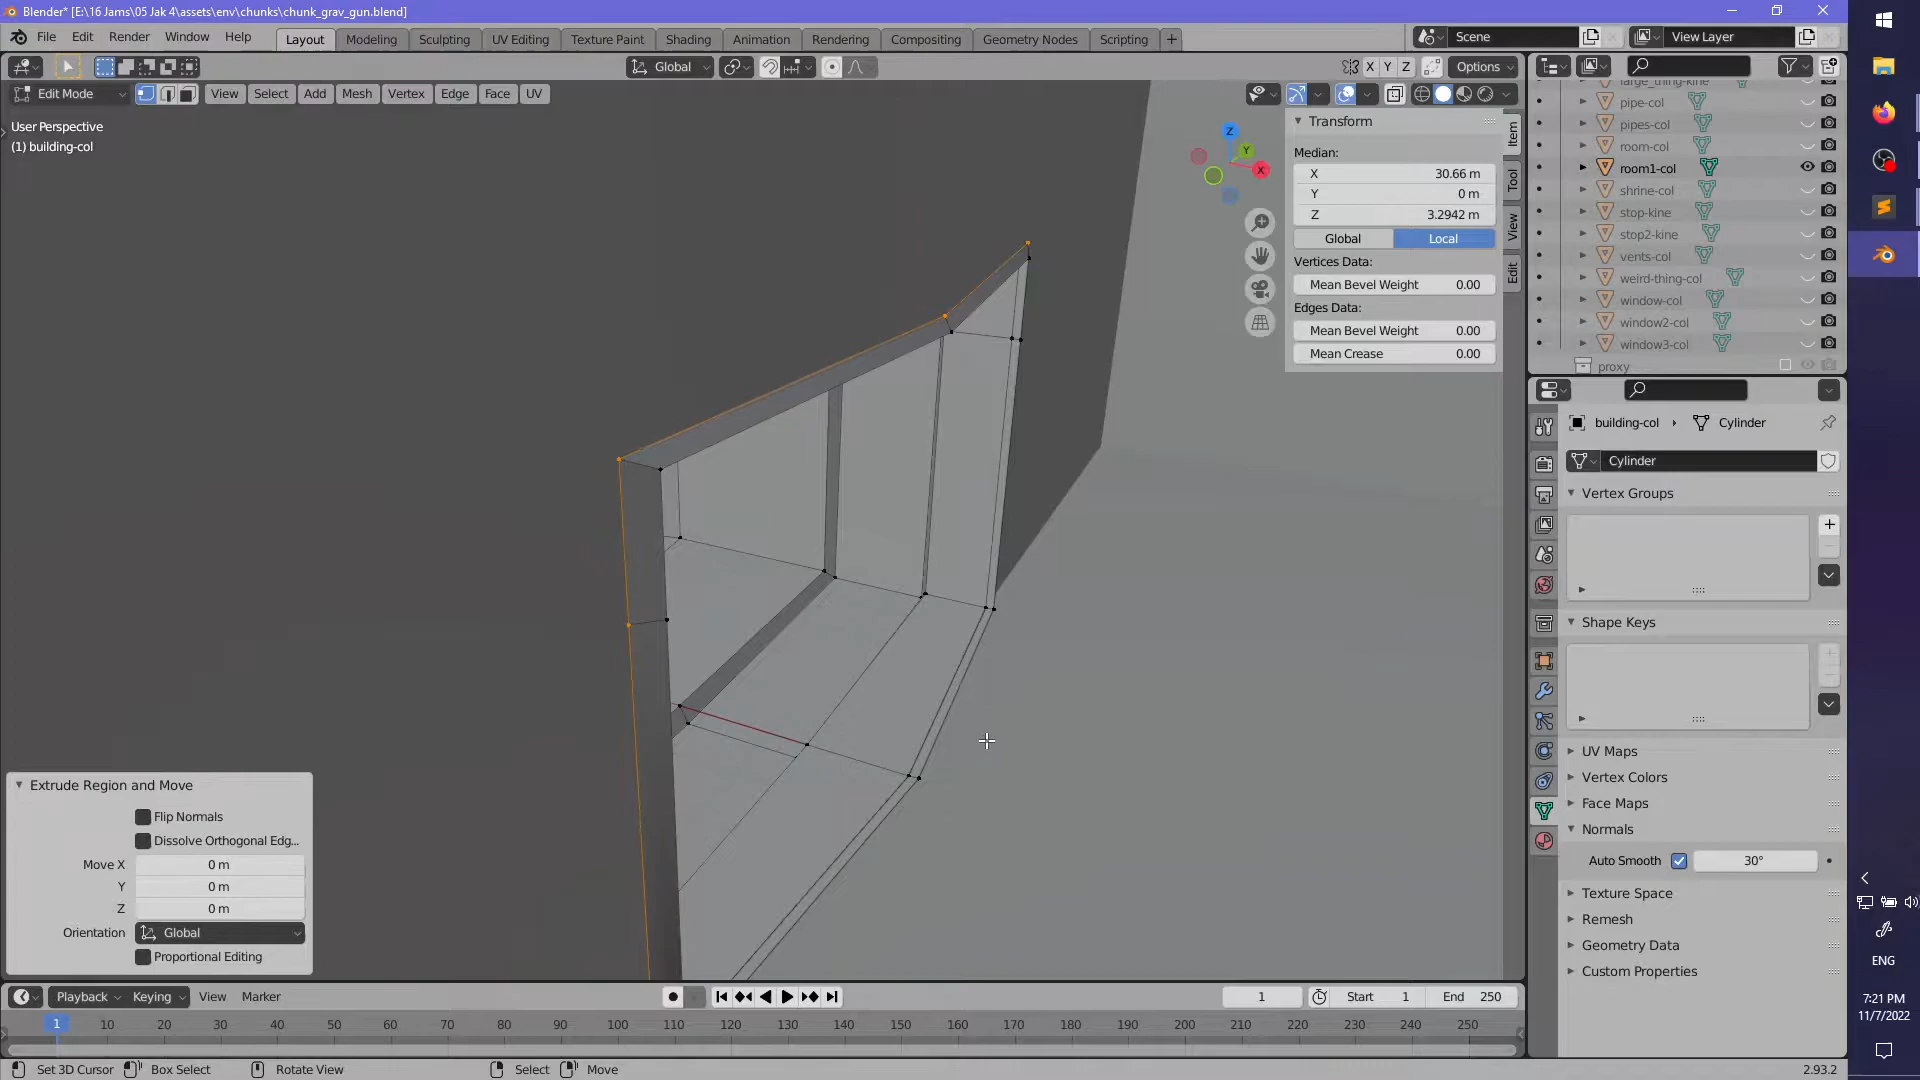 Blender* [E:\16 Jams\05 Jak 4\assets\env\chunks\chunk_grav_gun.blend]
File Edit Render Window Help
Layout Modeling Sculpting UV Editing Texture Paint Shading Animation Rendering Compositing Geometry Nodes Scripting
Scene
View Layer
Global
X Y Z Options
Edit Mode
View Select Add Mesh Vertex Edge Face UV
User Perspective
(1) building-col
Z
Y
X
Transform
Median:
X 30.66 m
Y 0 m
Z 3.2942 m
Global Local
Vertices Data:
Mean Bevel Weight 0.00
Edges Data:
Mean Bevel Weight 0.00
Mean Crease 0.00
Item
Tool
View
Edit
large_thing-kine
pipe-col
pipes-col
room-col
room1-col
shrine-col
stop-kine
stop2-kine
vents-col
weird-thing-col
window-col
window2-col
window3-col
proxy
building-col Cylinder
Cylinder
Vertex Groups
Shape Keys
UV Maps
Vertex Colors
Face Maps
Normals
Auto Smooth 30°
Texture Space
Remesh
Geometry Data
Custom Properties
Extrude Region and Move
Flip Normals
Dissolve Orthogonal Edg...
Move X 0 m
Y 0 m
Z 0 m
Orientation Global
Proportional Editing
Playback Keying View Marker
1 Start 1 End 250
1 10 20 30 40 50 60 70 80 90 100 110 120 130 140 150 160 170 180 190 200 210 220 230 240 250
Set 3D Cursor Box Select Rotate View Select Move 2.93.2
ENG
7:21 PM
11/7/2022